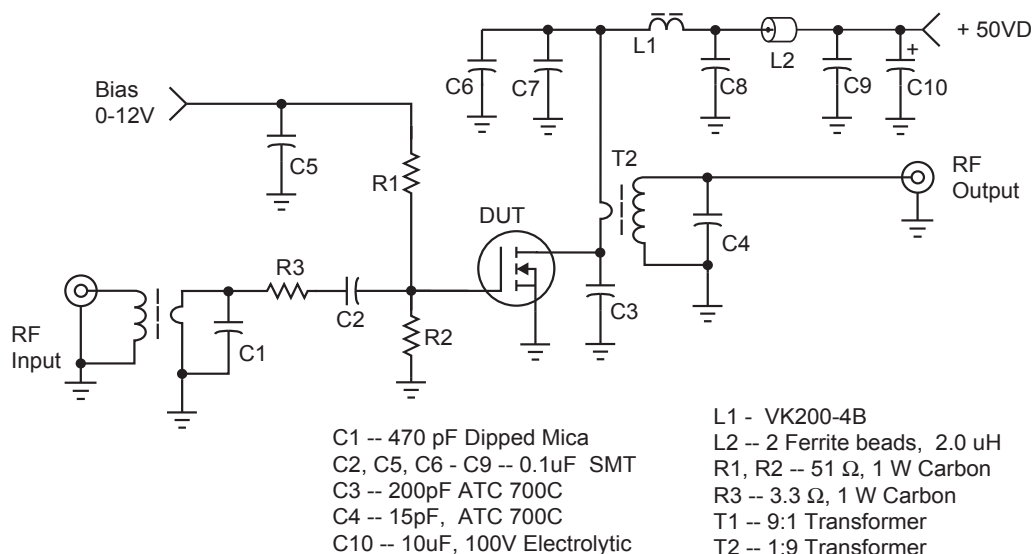 + 50VD
L1
L2
C6
C7
C8
C9
+
C10
Bias
0-12V
C5
R1
T2
RF
Output
DUT
C4
R3
C2
C3
RF
Input
C1
R2
C1 -- 470 pF Dipped Mica
C2, C5, C6 - C9 -- 0.1uF SMT
C3 -- 200pF ATC 700C
C4 -- 15pF, ATC 700C
C10 -- 10uF, 100V Electrolytic
L1 - VK200-4B
L2 -- 2 Ferrite beads, 2.0 uH
R1, R2 -- 51 Ω, 1 W Carbon
R3 -- 3.3 Ω, 1 W Carbon
T1 -- 9:1 Transformer
T2 -- 1:9 Transformer